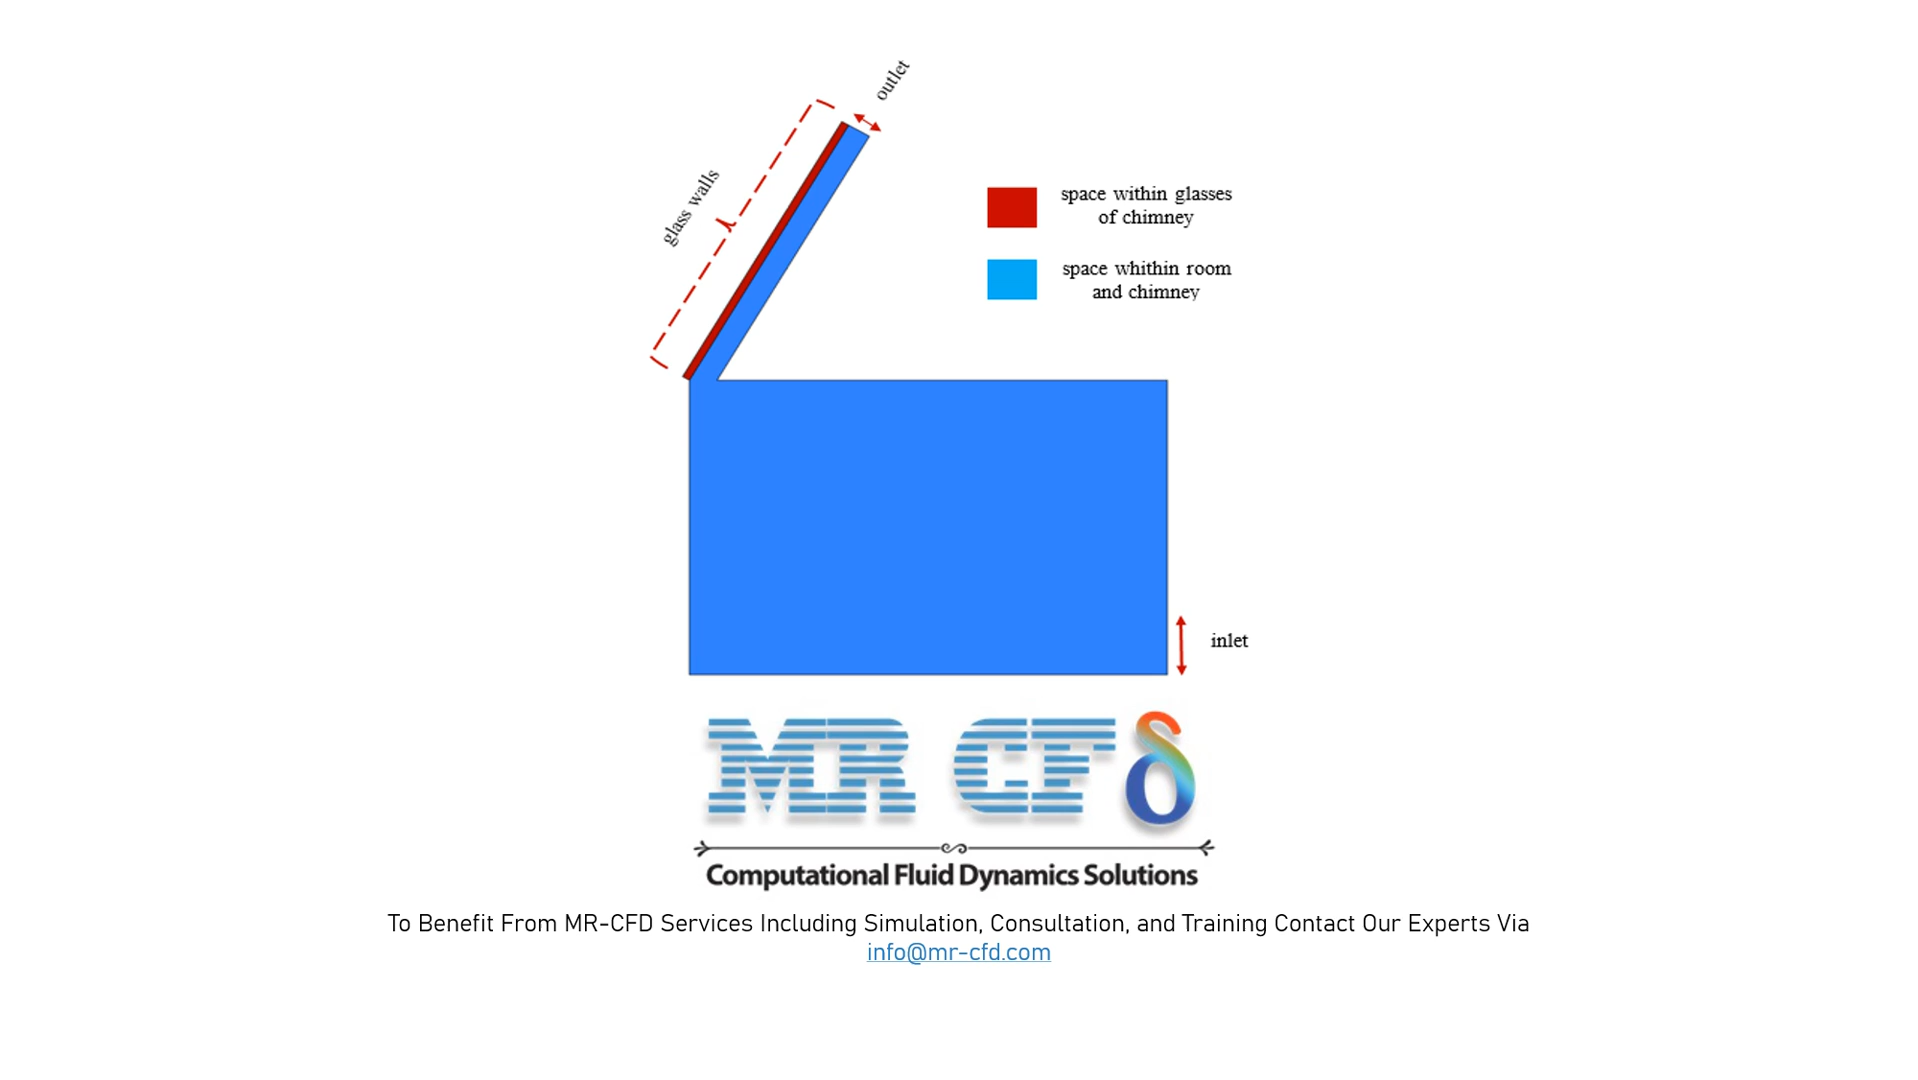 outlet
glass walls
space within glasses
of chimney
space whithin room
and chimney
inlet
MR CFδ
Computational Fluid Dynamics Solutions
To Benefit From MR-CFD Services Including Simulation, Consultation, and Training Contact Our Experts Via
info@mr-cfd.com